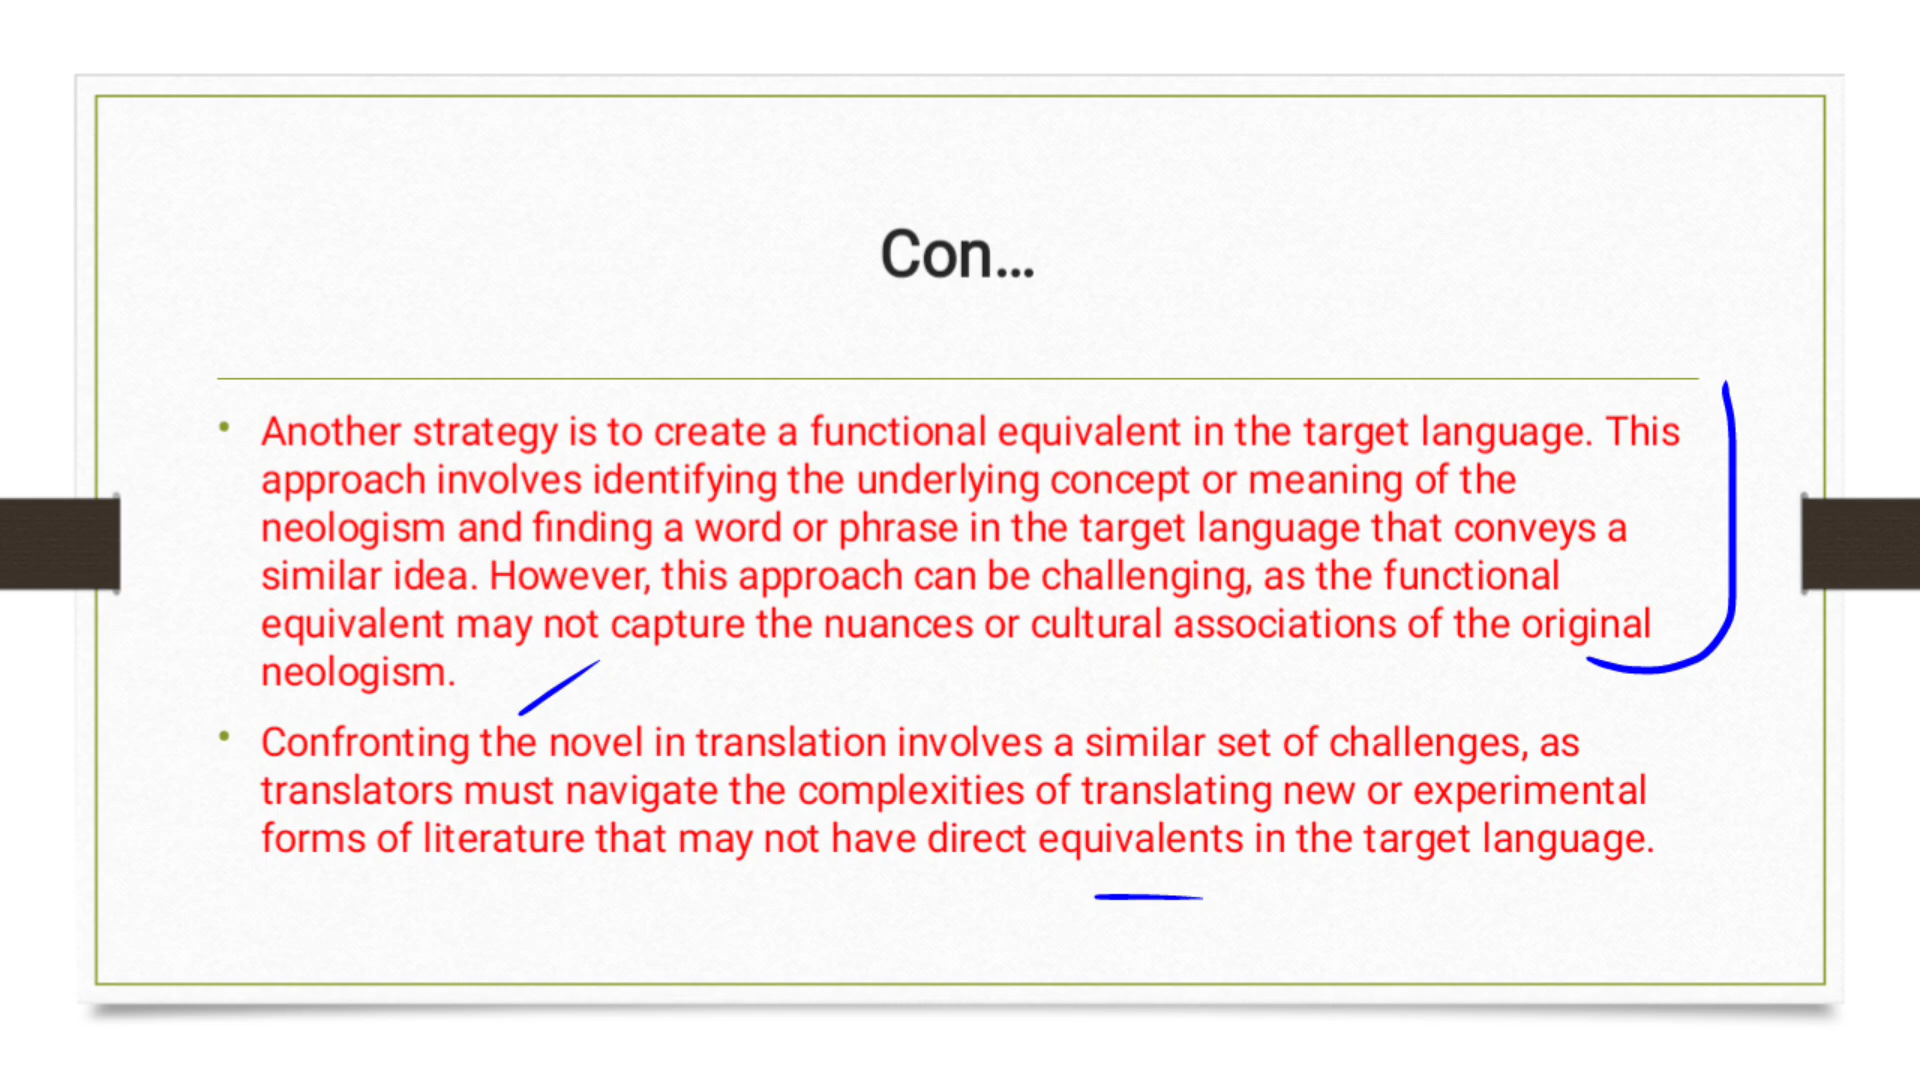 Con...
• Another strategy is to create a functional equivalent in the target language. This
approach involves identifying the underlying concept or meaning of the
neologism and finding a word or phrase in the target language that conveys a
similar idea. However, this approach can be challenging, as the functional
equivalent may not capture the nuances or cultural associations of the original
neologism.
• Confronting the novel in translation involves a similar set of challenges, as
translators must navigate the complexities of translating new or experimental
forms of literature that may not have direct equivalents in the target language.